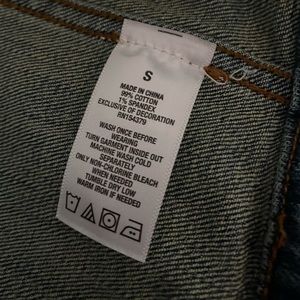 S
MADE IN CHINA
99% COTTON
1% SPANDEX
EXCLUSIVE OF DECORATION
RN154379
WASH ONCE BEFORE
WEARING
TURN GARMENT INSIDE OUT
MACHINE WASH COLD
SEPARATELY
ONLY NON-CHLORINE BLEACH
WHEN NEEDED
TUMBLE DRY LOW
WARM IRON IF NEEDED